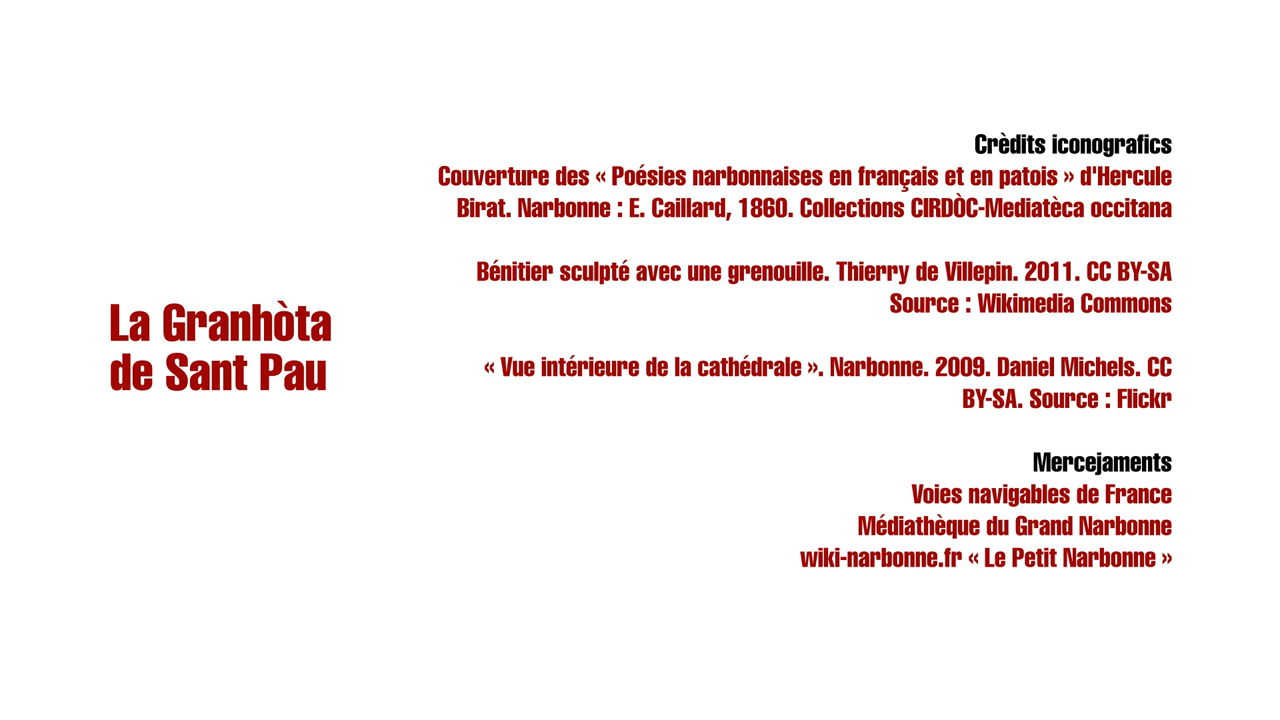 La Granhòta
de Sant Pau
Crèdits iconografics
Couverture des « Poésies narbonnaises en français et en patois » d'Hercule
Birat. Narbonne : E. Caillard, 1860. Collections CIRDÒC-Mediatèca occitana
Bénitier sculpté avec une grenouille. Thierry de Villepin. 2011. CC BY-SA
Source : Wikimedia Commons
« Vue intérieure de la cathédrale ». Narbonne. 2009. Daniel Michels. CC
BY-SA. Source : Flickr
Mercejaments
Voies navigables de France
Médiathèque du Grand Narbonne
wiki-narbonne.fr « Le Petit Narbonne »